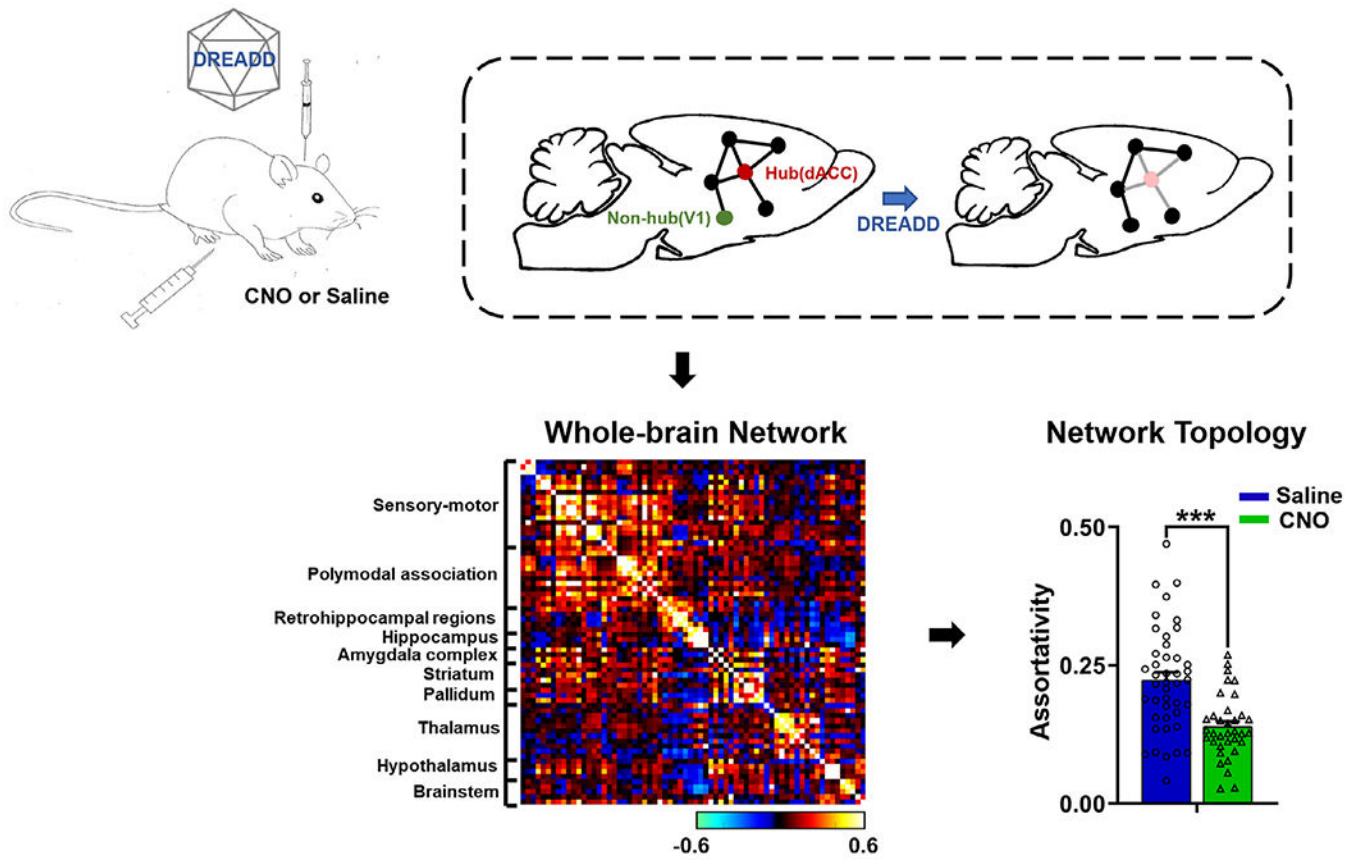 DREADD
CNO or Saline
Hub(dACC)
Non-hub(V1)
DREADD
Whole-brain Network
Sensory-motor
Polymodal association
Retrohippocampal regions
Hippocampus
Amygdala complex
Striatum
Pallidum
Thalamus
Hypothalamus
Brainstem
-0.6
0.6
Network Topology
Saline
CNO
***
0.50
0.25
0.00
Assortativity